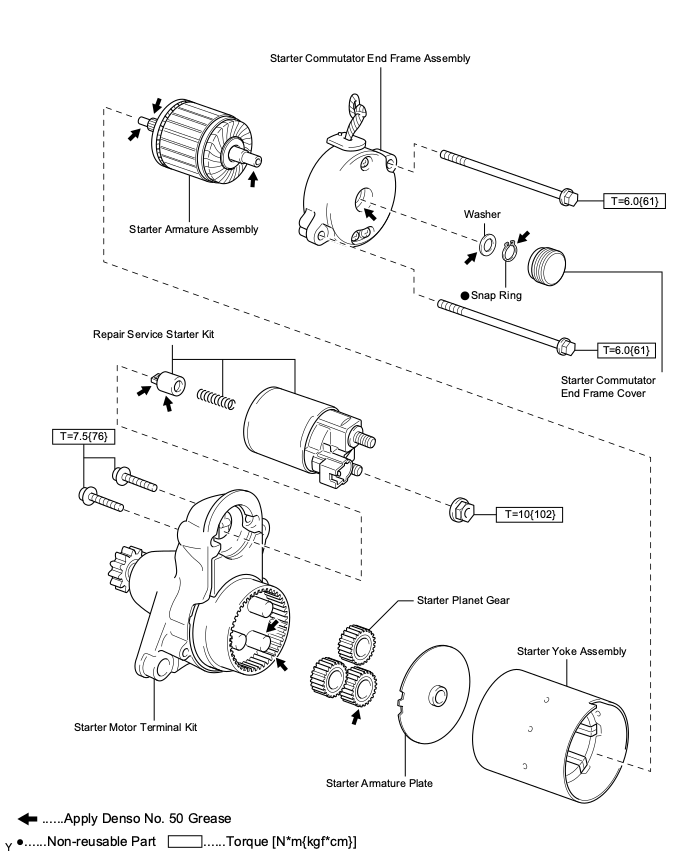 Starter Commutator End Frame Assembly
T=6.0{61}
Washer
Starter Armature Assembly
●Snap Ring
Repair Service Starter Kit
T=6.0{61}
Starter Commutator
End Frame Cover
T=7.5{76}
T=10{102}
Starter Planet Gear
Starter Yoke Assembly
Starter Motor Terminal Kit
Starter Armature Plate
......Apply Denso No. 50 Grease
Y ●......Non-reusable Part ......Torque [N*m{kgf*cm}]